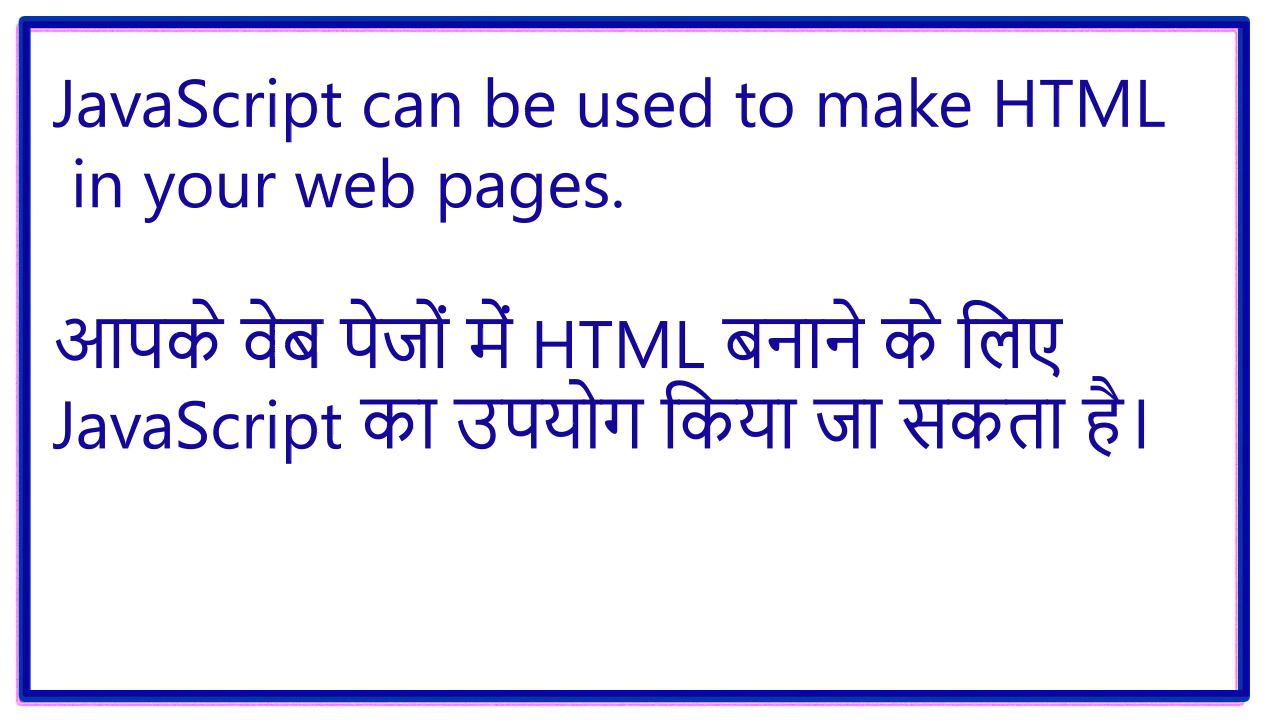 JavaScript can be used to make HTML
in your web pages.
आपके वेब पेजों में HTML बनाने के लिए
JavaScript का उपयोग किया जा सकता है।